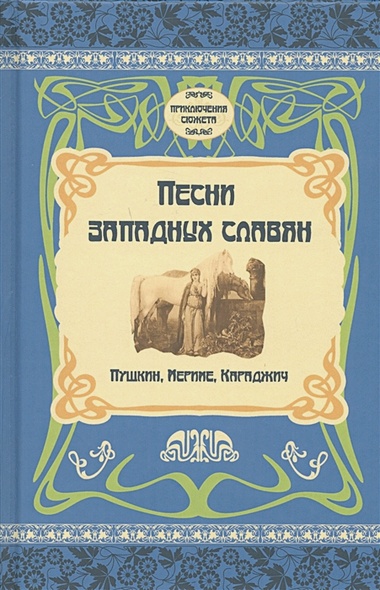 ПРИКЛЮЧЕНИЯ
СЮЖЕТА
ПЕСНИ
ЗАПАДНЫХ СЛАВЯН
ПУШКИН, МЕРИМЕ, КАРАДЖИЧ